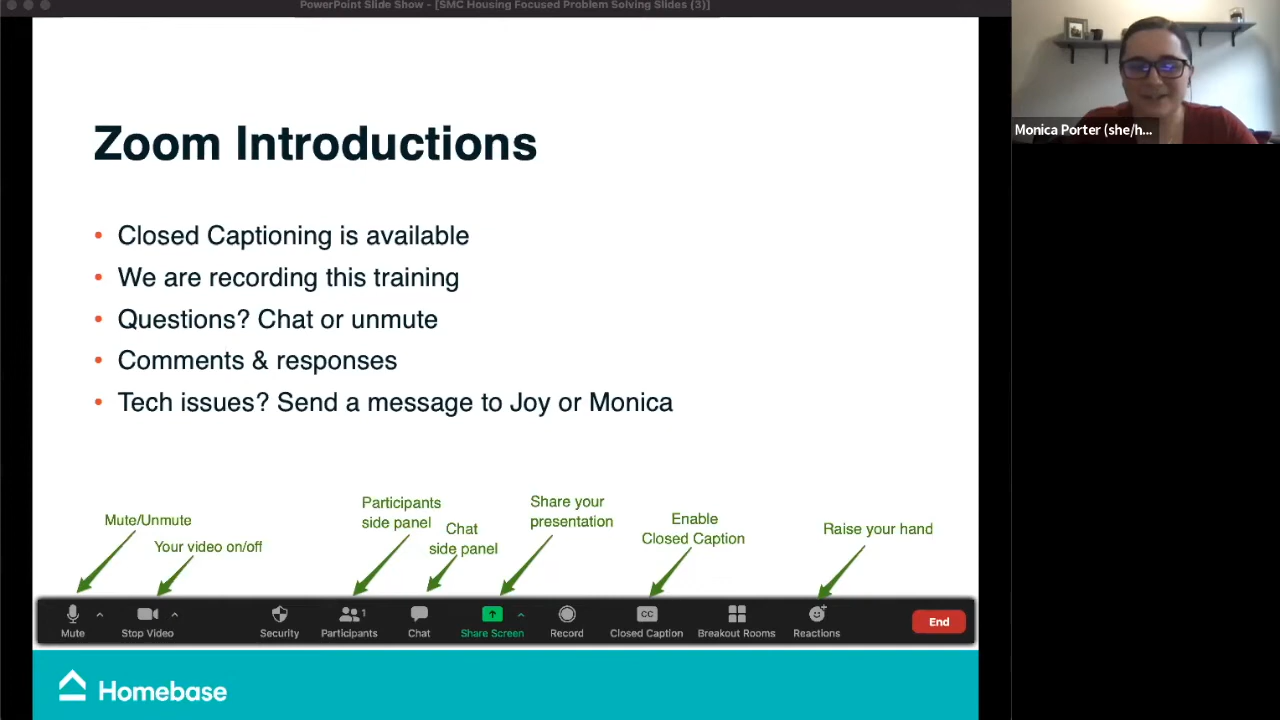 PowerPoint Slide Show - [SMC Housing Focused Problem Solving Slides (3)]
Monica Porter (she/h...
Zoom Introductions
• Closed Captioning is available
• We are recording this training
• Questions? Chat or unmute
• Comments & responses
• Tech issues? Send a message to Joy or Monica
Mute/Unmute
Your video on/off
Participants
side panel
Chat
side panel
Share your
presentation
Enable
Closed Caption
Raise your hand
1
CC
Mute
Stop Video
Security
Participants
Chat
Share Screen
Record
Closed Caption
Breakout Rooms
Reactions
End
Homebase